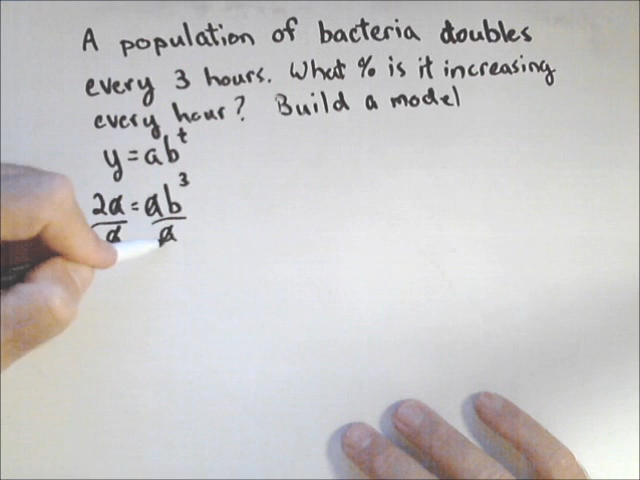 A population of bacteria doubles
every 3 hours. What % is it increasing
every hour? Build a model
y = ab^t
2a = ab^3
a a